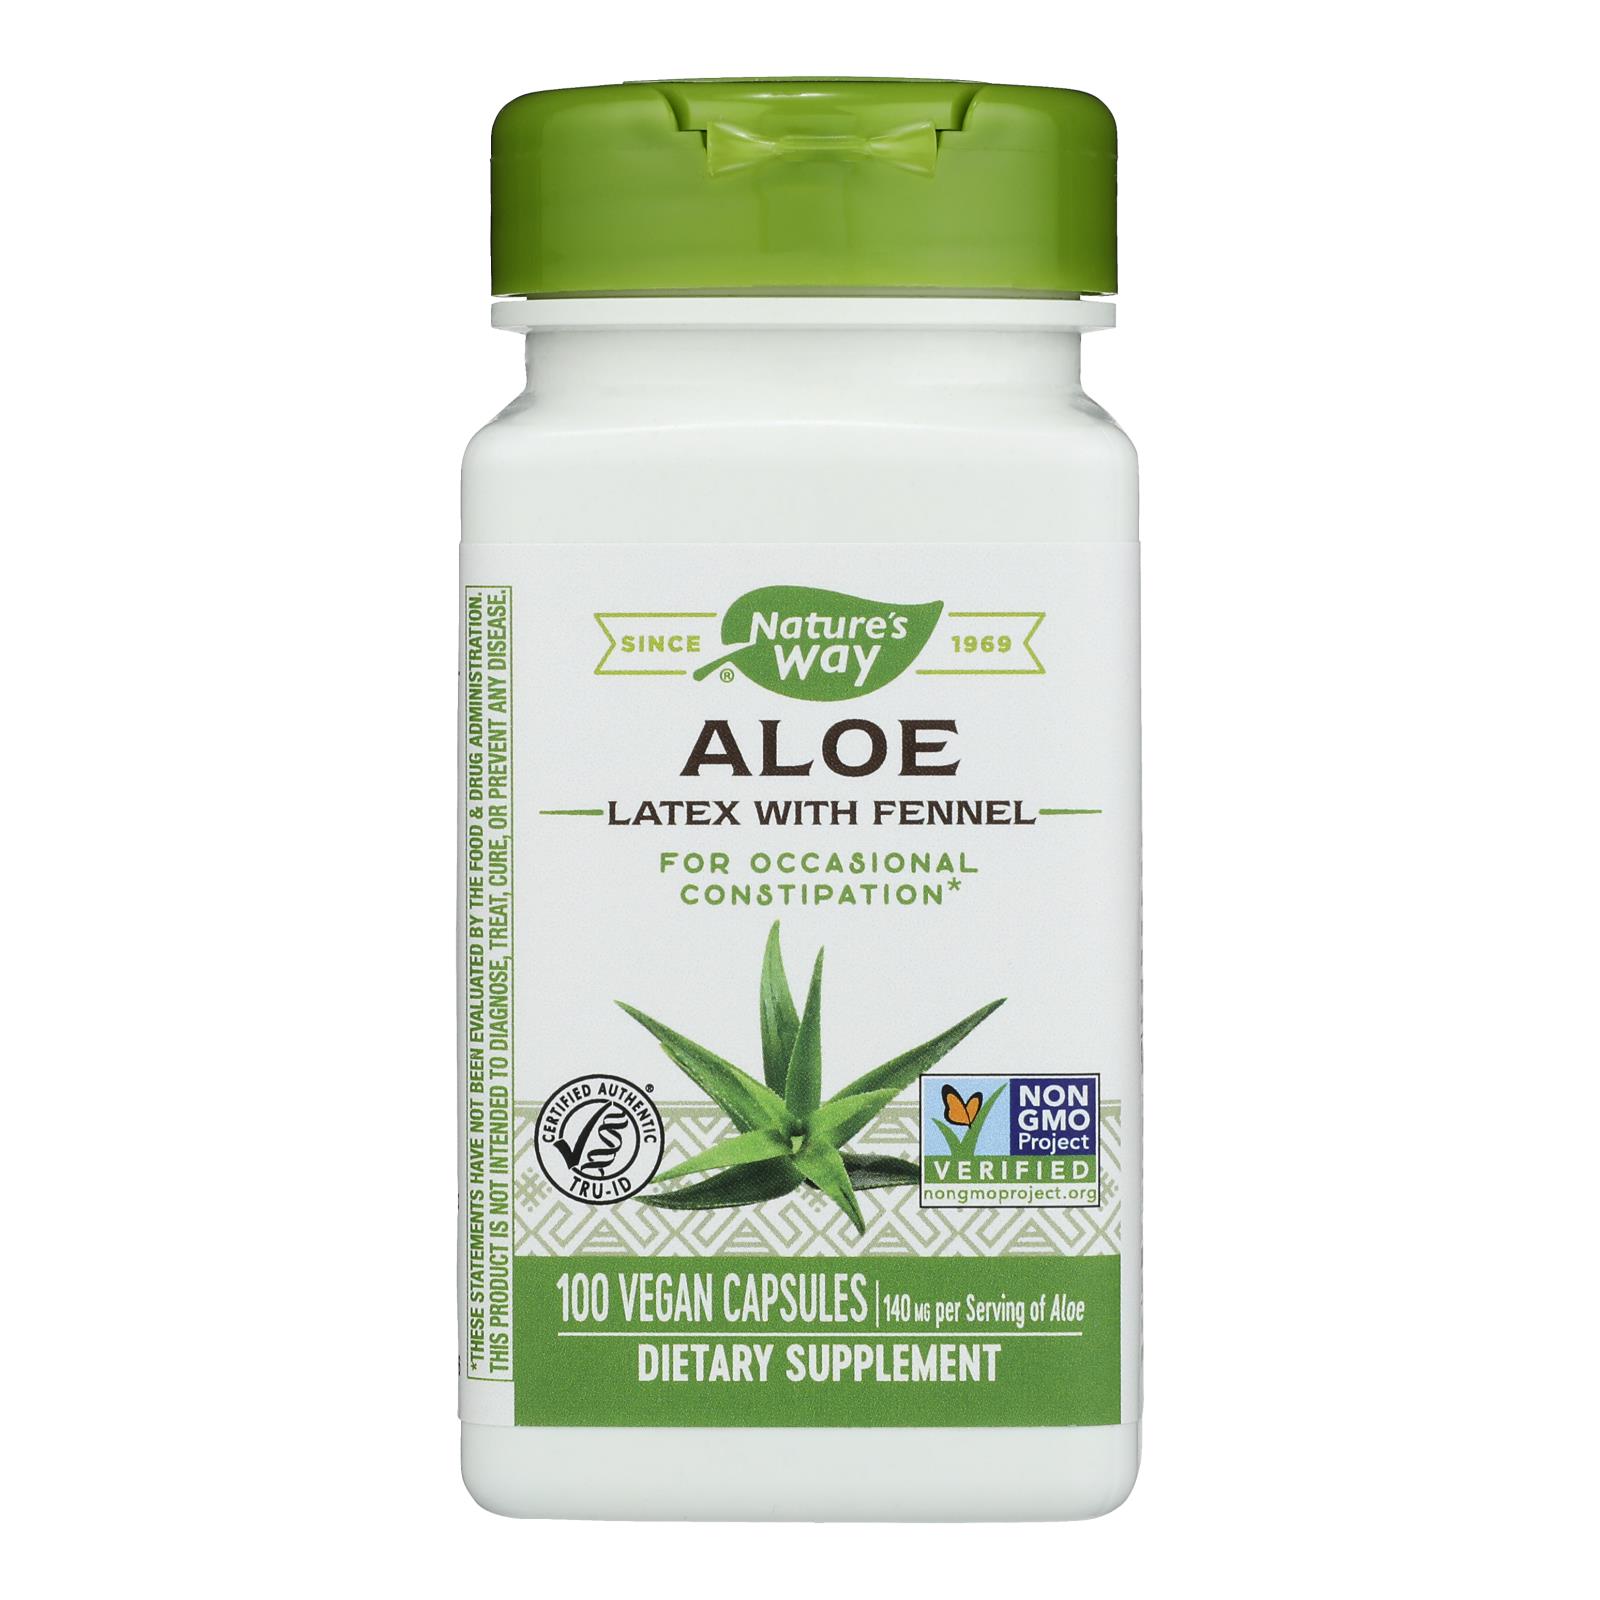 SINCE
Nature's
Way
®
1969
ALOE
LATEX WITH FENNEL
FOR OCCASIONAL
CONSTIPATION*
CERTIFIED AUTHENTIC®
TRU-ID
NON
GMO
Project
VERIFIED
nongmoproject.org
100 VEGAN CAPSULES | 140 MG per Serving of Aloe
DIETARY SUPPLEMENT
*THESE STATEMENTS HAVE NOT BEEN EVALUATED BY THE FOOD & DRUG ADMINISTRATION.
THIS PRODUCT IS NOT INTENDED TO DIAGNOSE, TREAT, CURE, OR PREVENT ANY DISEASE.